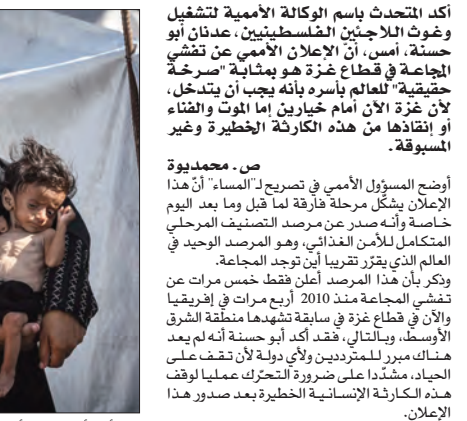 أكد المتحدث باسم الوكالة الأممية لتشغيل
وغوث اللاجئين الفلسطينيين، عدنان أبو
حسنة، أمس، أنّ الإعلان الأممي عن تفشي
المجاعة في قطاع غزة هو بمثابة "صرخة
حقيقية" للعالم بأسره بأنه يجب أن يتدخل،
لأن غزة الآن أمام خيارين إما الموت والفناء
أو إنقاذها من هذه الكارثة الخطيرة وغير
المسبوقة.
ص. محمديوة
أوضح المسؤول الأممي في تصريح لـ"المساء" أنّ هذا
الإعلان يشكّل مرحلة فارقة لما قبل وما بعد اليوم
خاصة وأنه صدر عن مرصد التصنيف المرحلي
المتكامل للأمن الغذائي، وهو المرصد الوحيد في
العالم الذي يقرّر تقريبا أين توجد المجاعة.
وذكر بأن هذا المرصد أعلن فقط خمس مرات عن
تفشي المجاعة منذ 2010 أربع مرات في إفريقيا
والآن في قطاع غزة في سابقة تشهدها منطقة الشرق
الأوسط، وبالتالي، فقد أكد أبو حسنة أنه لم يعد
هناك مبرر للمترددين ولأي دولة لأن تقف على
الحياد، مشدّدا على ضرورة التحرّك عمليا لوقف
هذه الكارثة الإنسانية الخطيرة بعد صدور هذا
الإعلان.